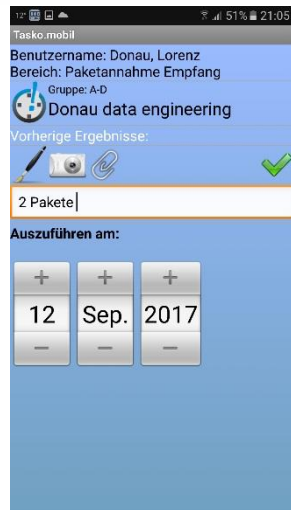 12° 51% 21:05
Tasko.mobil
Benutzername: Donau, Lorenz
Bereich: Paketannahme Empfang
Gruppe: A-D
Donau data engineering
Vorherige Ergebnisse:
2 Pakete
Auszuführen am:
+ + +
12 Sep. 2017
− − −